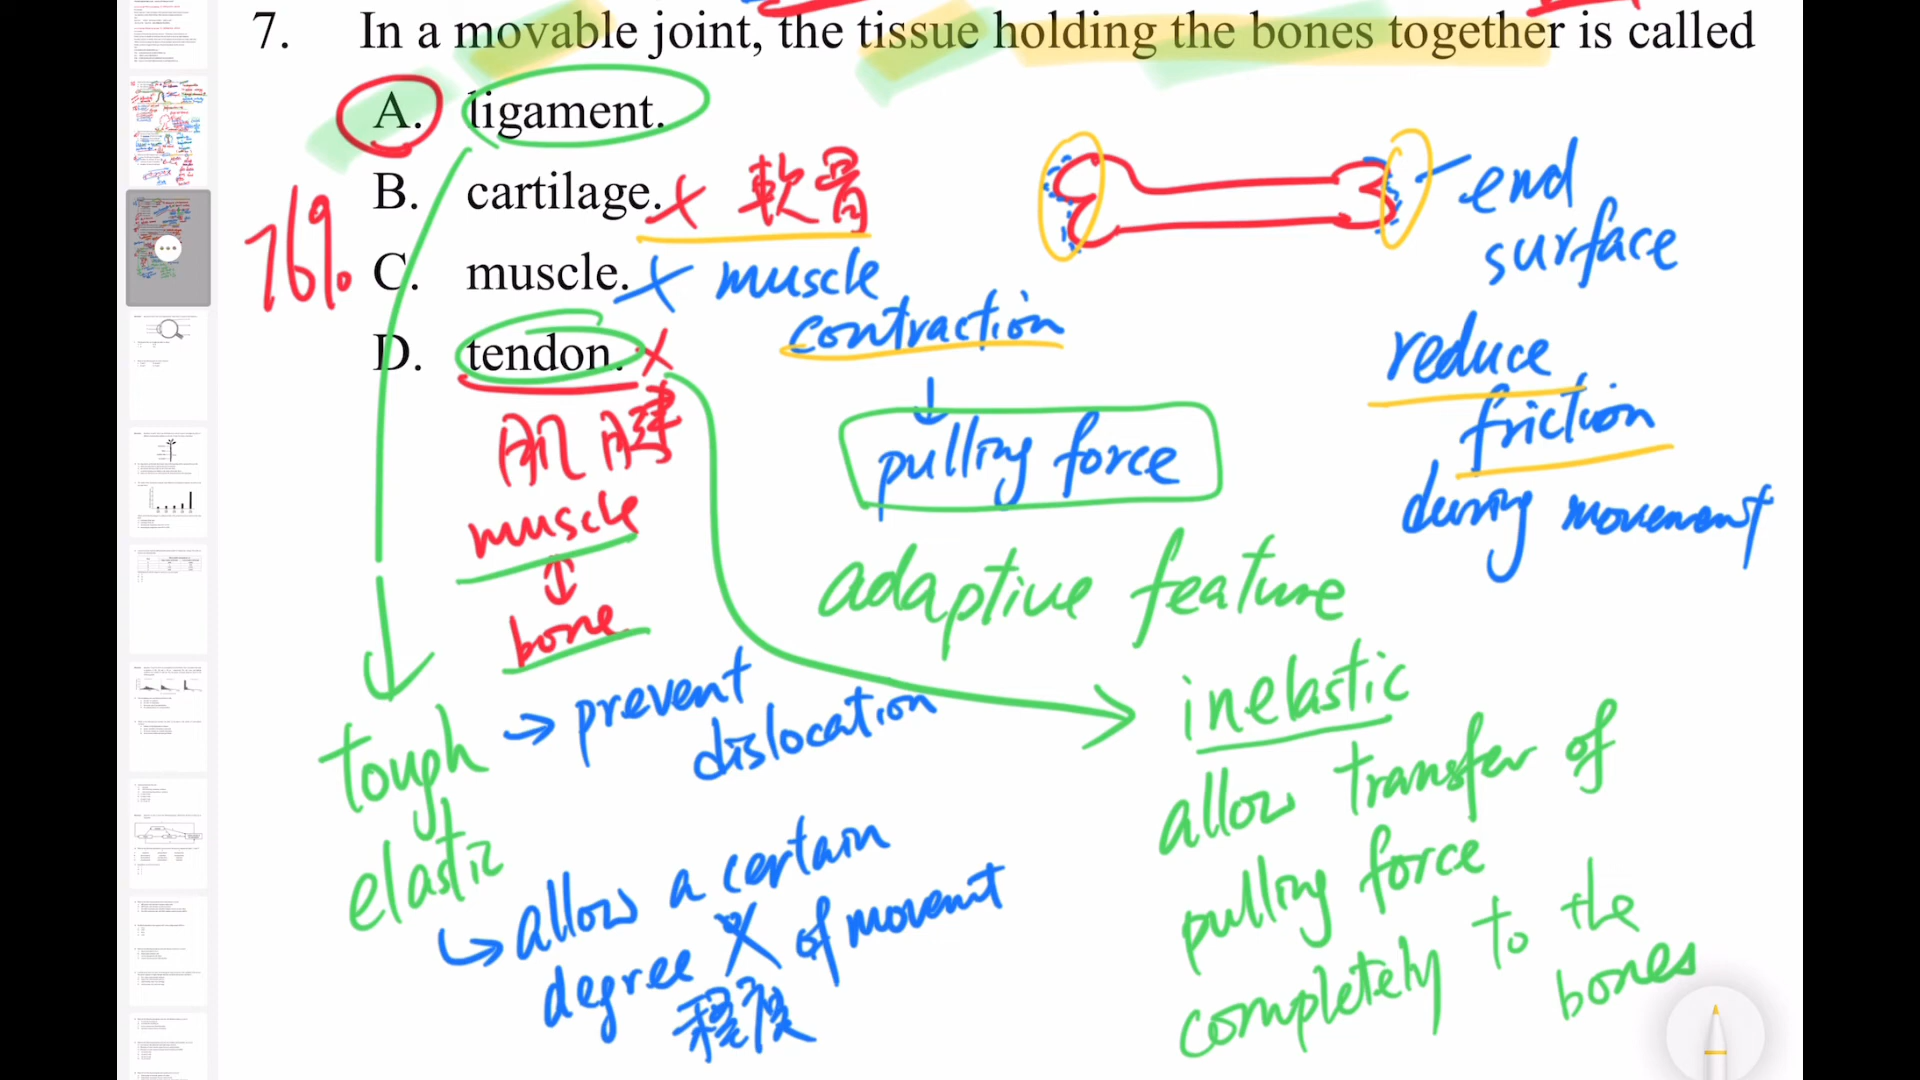 7. In a movable joint, the tissue holding the bones together is called
A. ligament.
B. cartilage. × 軟骨
C. muscle. × muscle contraction
D. tendon. ×
76%
肌腱
muscle
↕
bone
↓
pulling force
end
surface
reduce
friction
during movement
adaptive feature
tough → prevent
dislocation
elastic
↳ allow a certain
degree of movemt
程度
inelastic
allow transfer of
pulling force
completely to the
bones